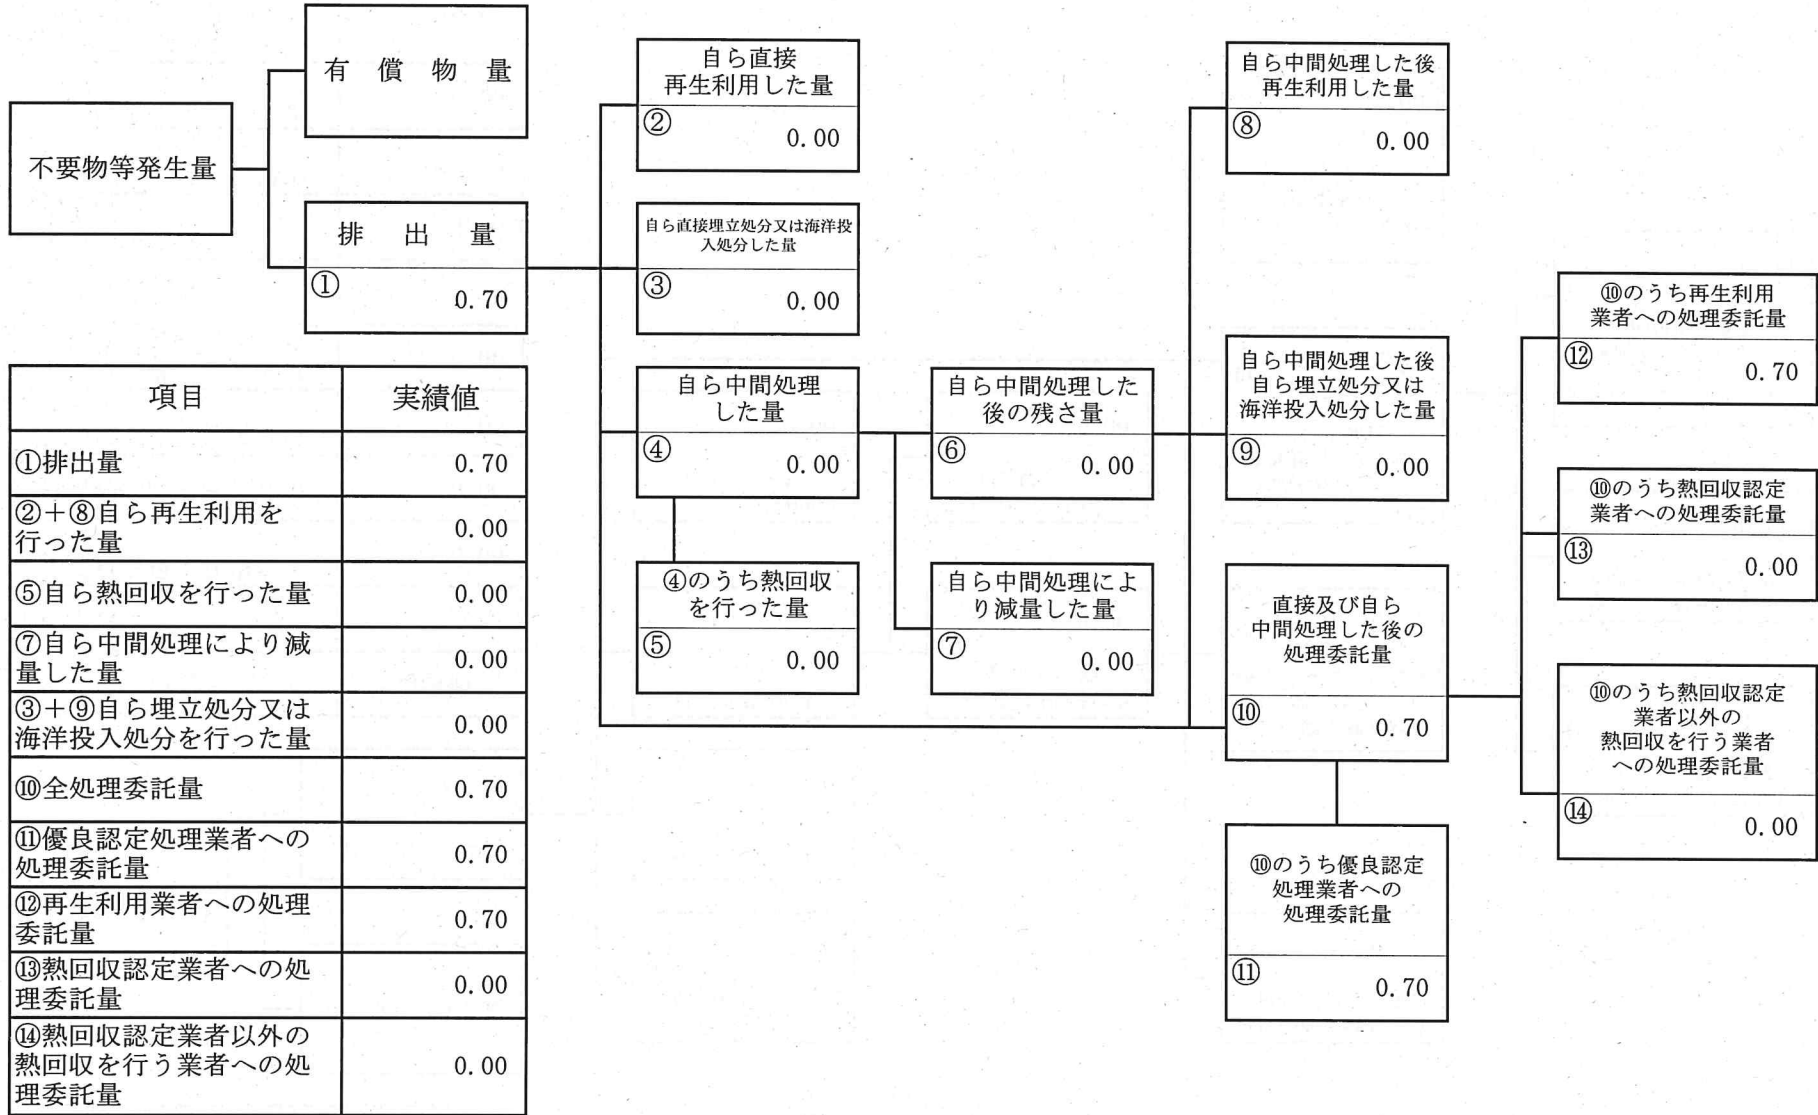 有償物量
不要物等発生量
排出量
① 0.70
自ら直接
再生利用した量
② 0.00
自ら直接埋立処分又は海洋投
入処分した量
③ 0.00
自ら中間処理
した量
④ 0.00
④のうち熱回収
を行った量
⑤ 0.00
自ら中間処理した
後の残さ量
⑥ 0.00
自ら中間処理によ
り減量した量
⑦ 0.00
自ら中間処理した後
再生利用した量
⑧ 0.00
自ら中間処理した後
自ら埋立処分又は
海洋投入処分した量
⑨ 0.00
直接及び自ら
中間処理した後の
処理委託量
⑩ 0.70
⑩のうち優良認定
処理業者への
処理委託量
⑪ 0.70
⑩のうち再生利用
業者への処理委託量
⑫ 0.70
⑩のうち熱回収認定
業者への処理委託量
⑬ 0.00
⑩のうち熱回収認定
業者以外の
熱回収を行う業者
への処理委託量
⑭ 0.00
項目 実績値
①排出量 0.70
②+⑧自ら再生利用を
行った量 0.00
⑤自ら熱回収を行った量 0.00
⑦自ら中間処理により減
量した量 0.00
③+⑨自ら埋立処分又は
海洋投入処分を行った量 0.00
⑩全処理委託量 0.70
⑪優良認定処理業者への
処理委託量 0.70
⑫再生利用業者への処理
委託量 0.70
⑬熱回収認定業者への処
理委託量 0.00
⑭熱回収認定業者以外の
熱回収を行う業者への処
理委託量 0.00